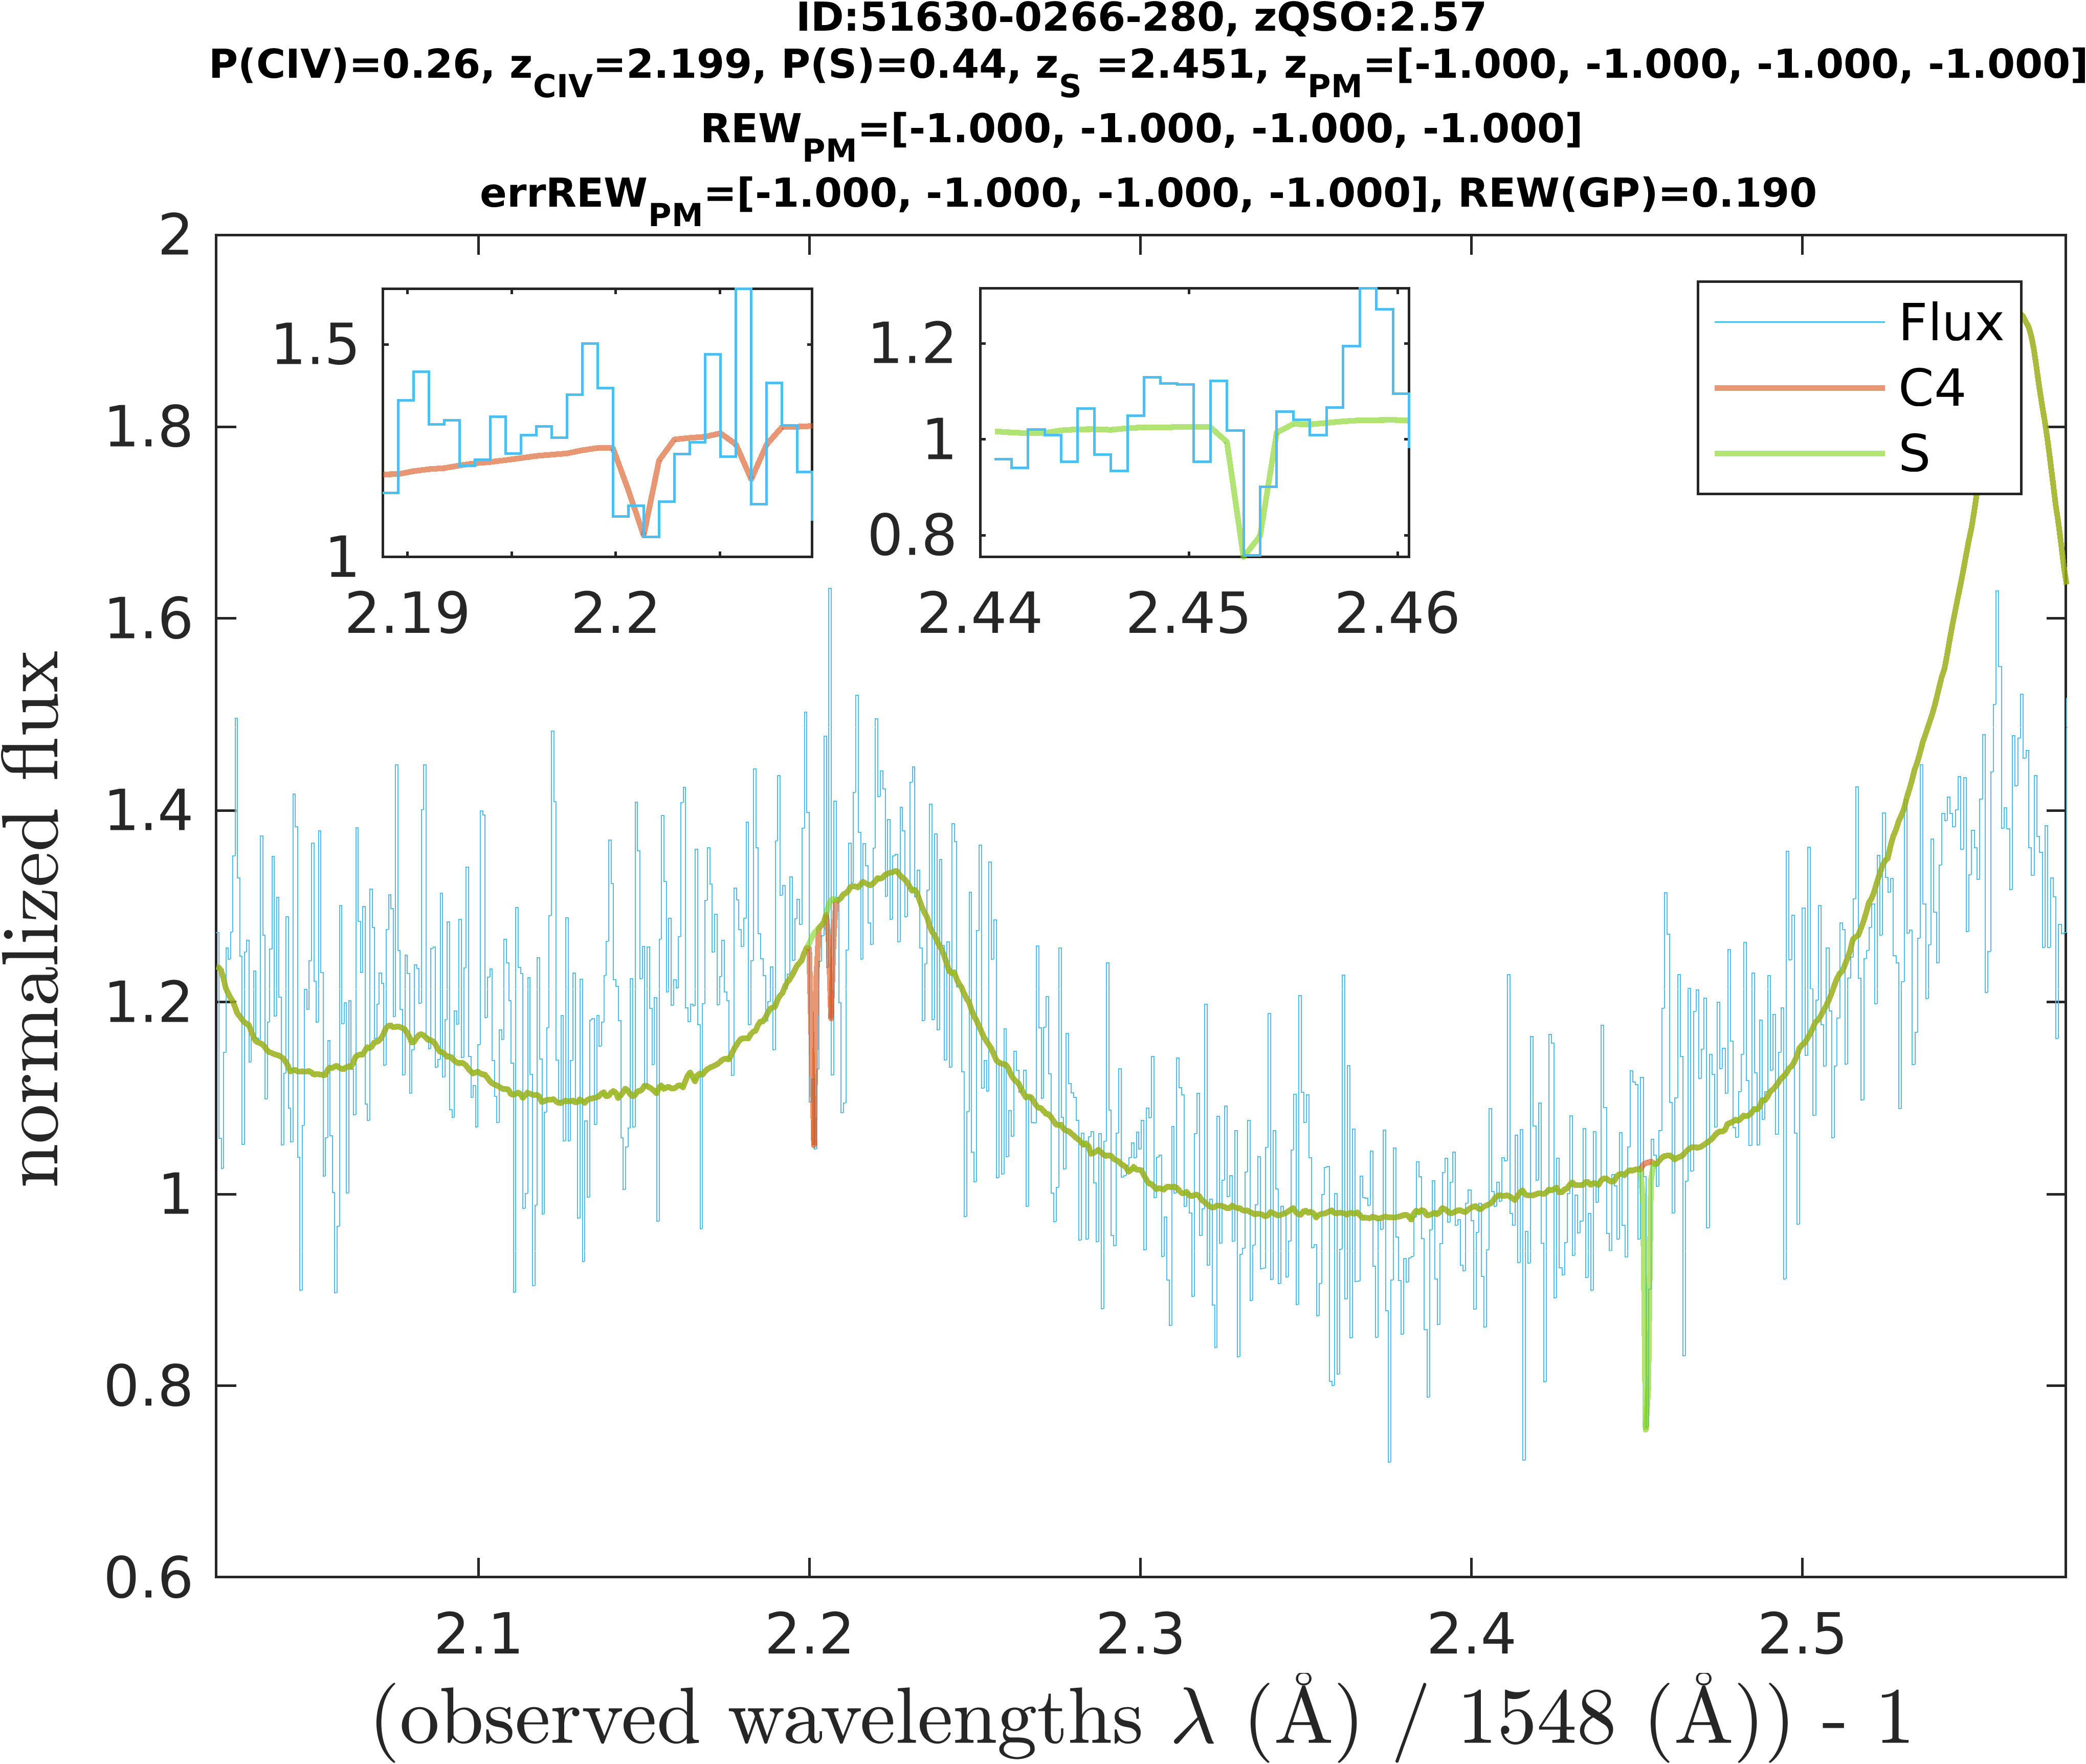 ID:51630-0266-280, zQSO:2.57
P(CIV)=0.26, zCIV=2.199, P(S)=0.44, zS =2.451, zPM=[-1.000, -1.000, -1.000, -1.000]
REWPM=[-1.000, -1.000, -1.000, -1.000]
errREWPM=[-1.000, -1.000, -1.000, -1.000], REW(GP)=0.190
2
1.8
1.6
1.4
1.2
1
0.8
0.6
normalized flux
1.5
1
2.19
2.2
1.2
1
0.8
2.44
2.45
2.46
Flux
C4
S
2.1
2.2
2.3
2.4
2.5
(observed wavelengths λ (Å) / 1548 (Å)) - 1